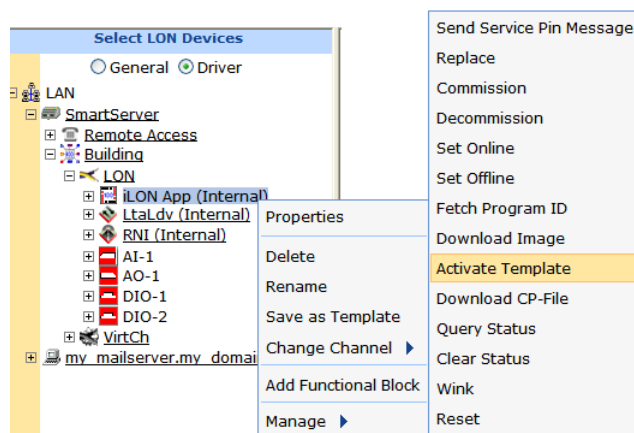 Select LON Devices
General Driver
LAN
SmartServer
Remote Access
Building
LON
iLON App (Internal)
LtaLdv (Internal)
RNI (Internal)
AI-1
AO-1
DIO-1
DIO-2
VirtCh
my_mailserver.my_domai
Properties
Delete
Rename
Save as Template
Change Channel
Add Functional Block
Manage
Send Service Pin Message
Replace
Commission
Decommission
Set Online
Set Offline
Fetch Program ID
Download Image
Activate Template
Download CP-File
Query Status
Clear Status
Wink
Reset